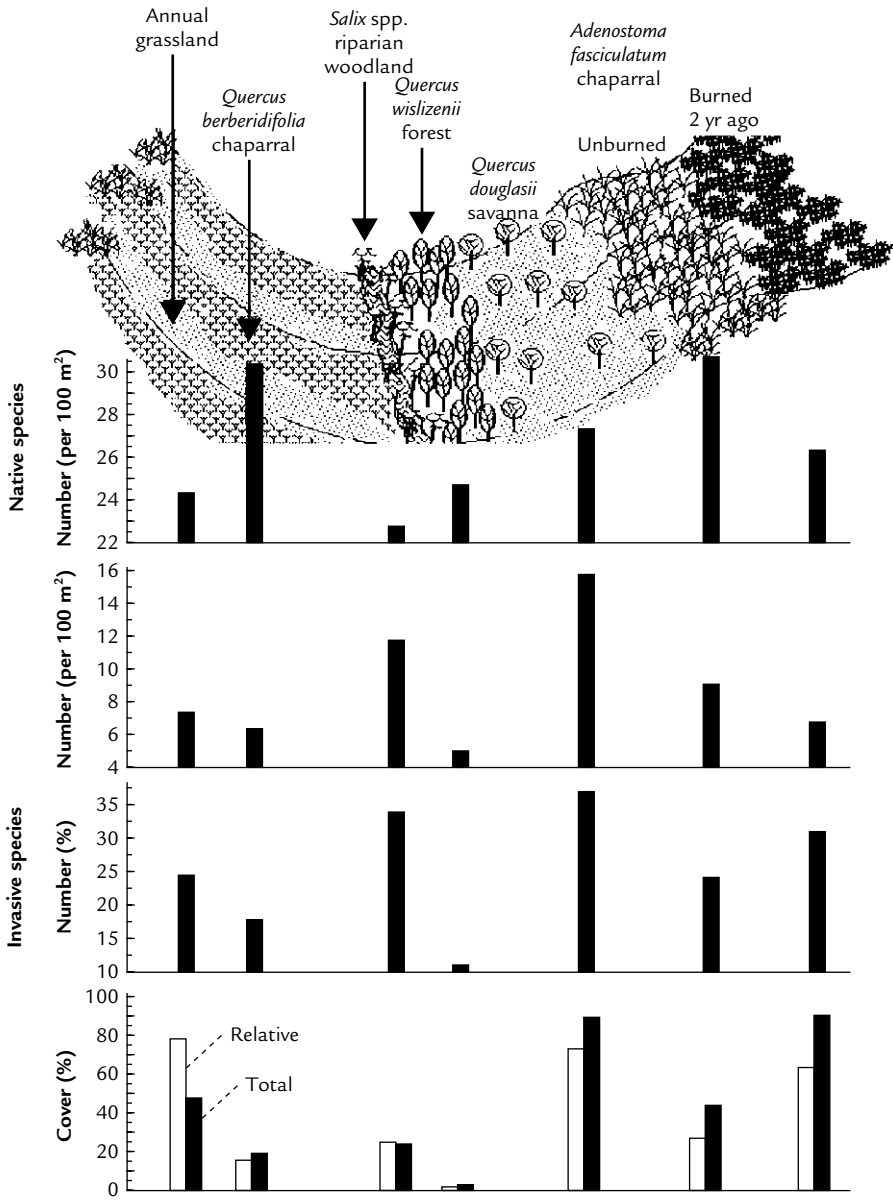 Annual
grassland
Quercus
berberidifolia
chaparral
Salix spp.
riparian
woodland
Quercus
wislizenii
forest
Quercus
douglasii
savanna
Adenostoma
fasciculatum
chaparral
Unburned
Burned
2 yr ago
Native species
Number (per 100 m²)
30
28
26
24
22
Invasive species
Number (per 100 m²)
16
14
12
10
8
6
4
Number (%)
35
30
25
20
15
10
Cover (%)
100
80
60
40
20
0
Relative
Total